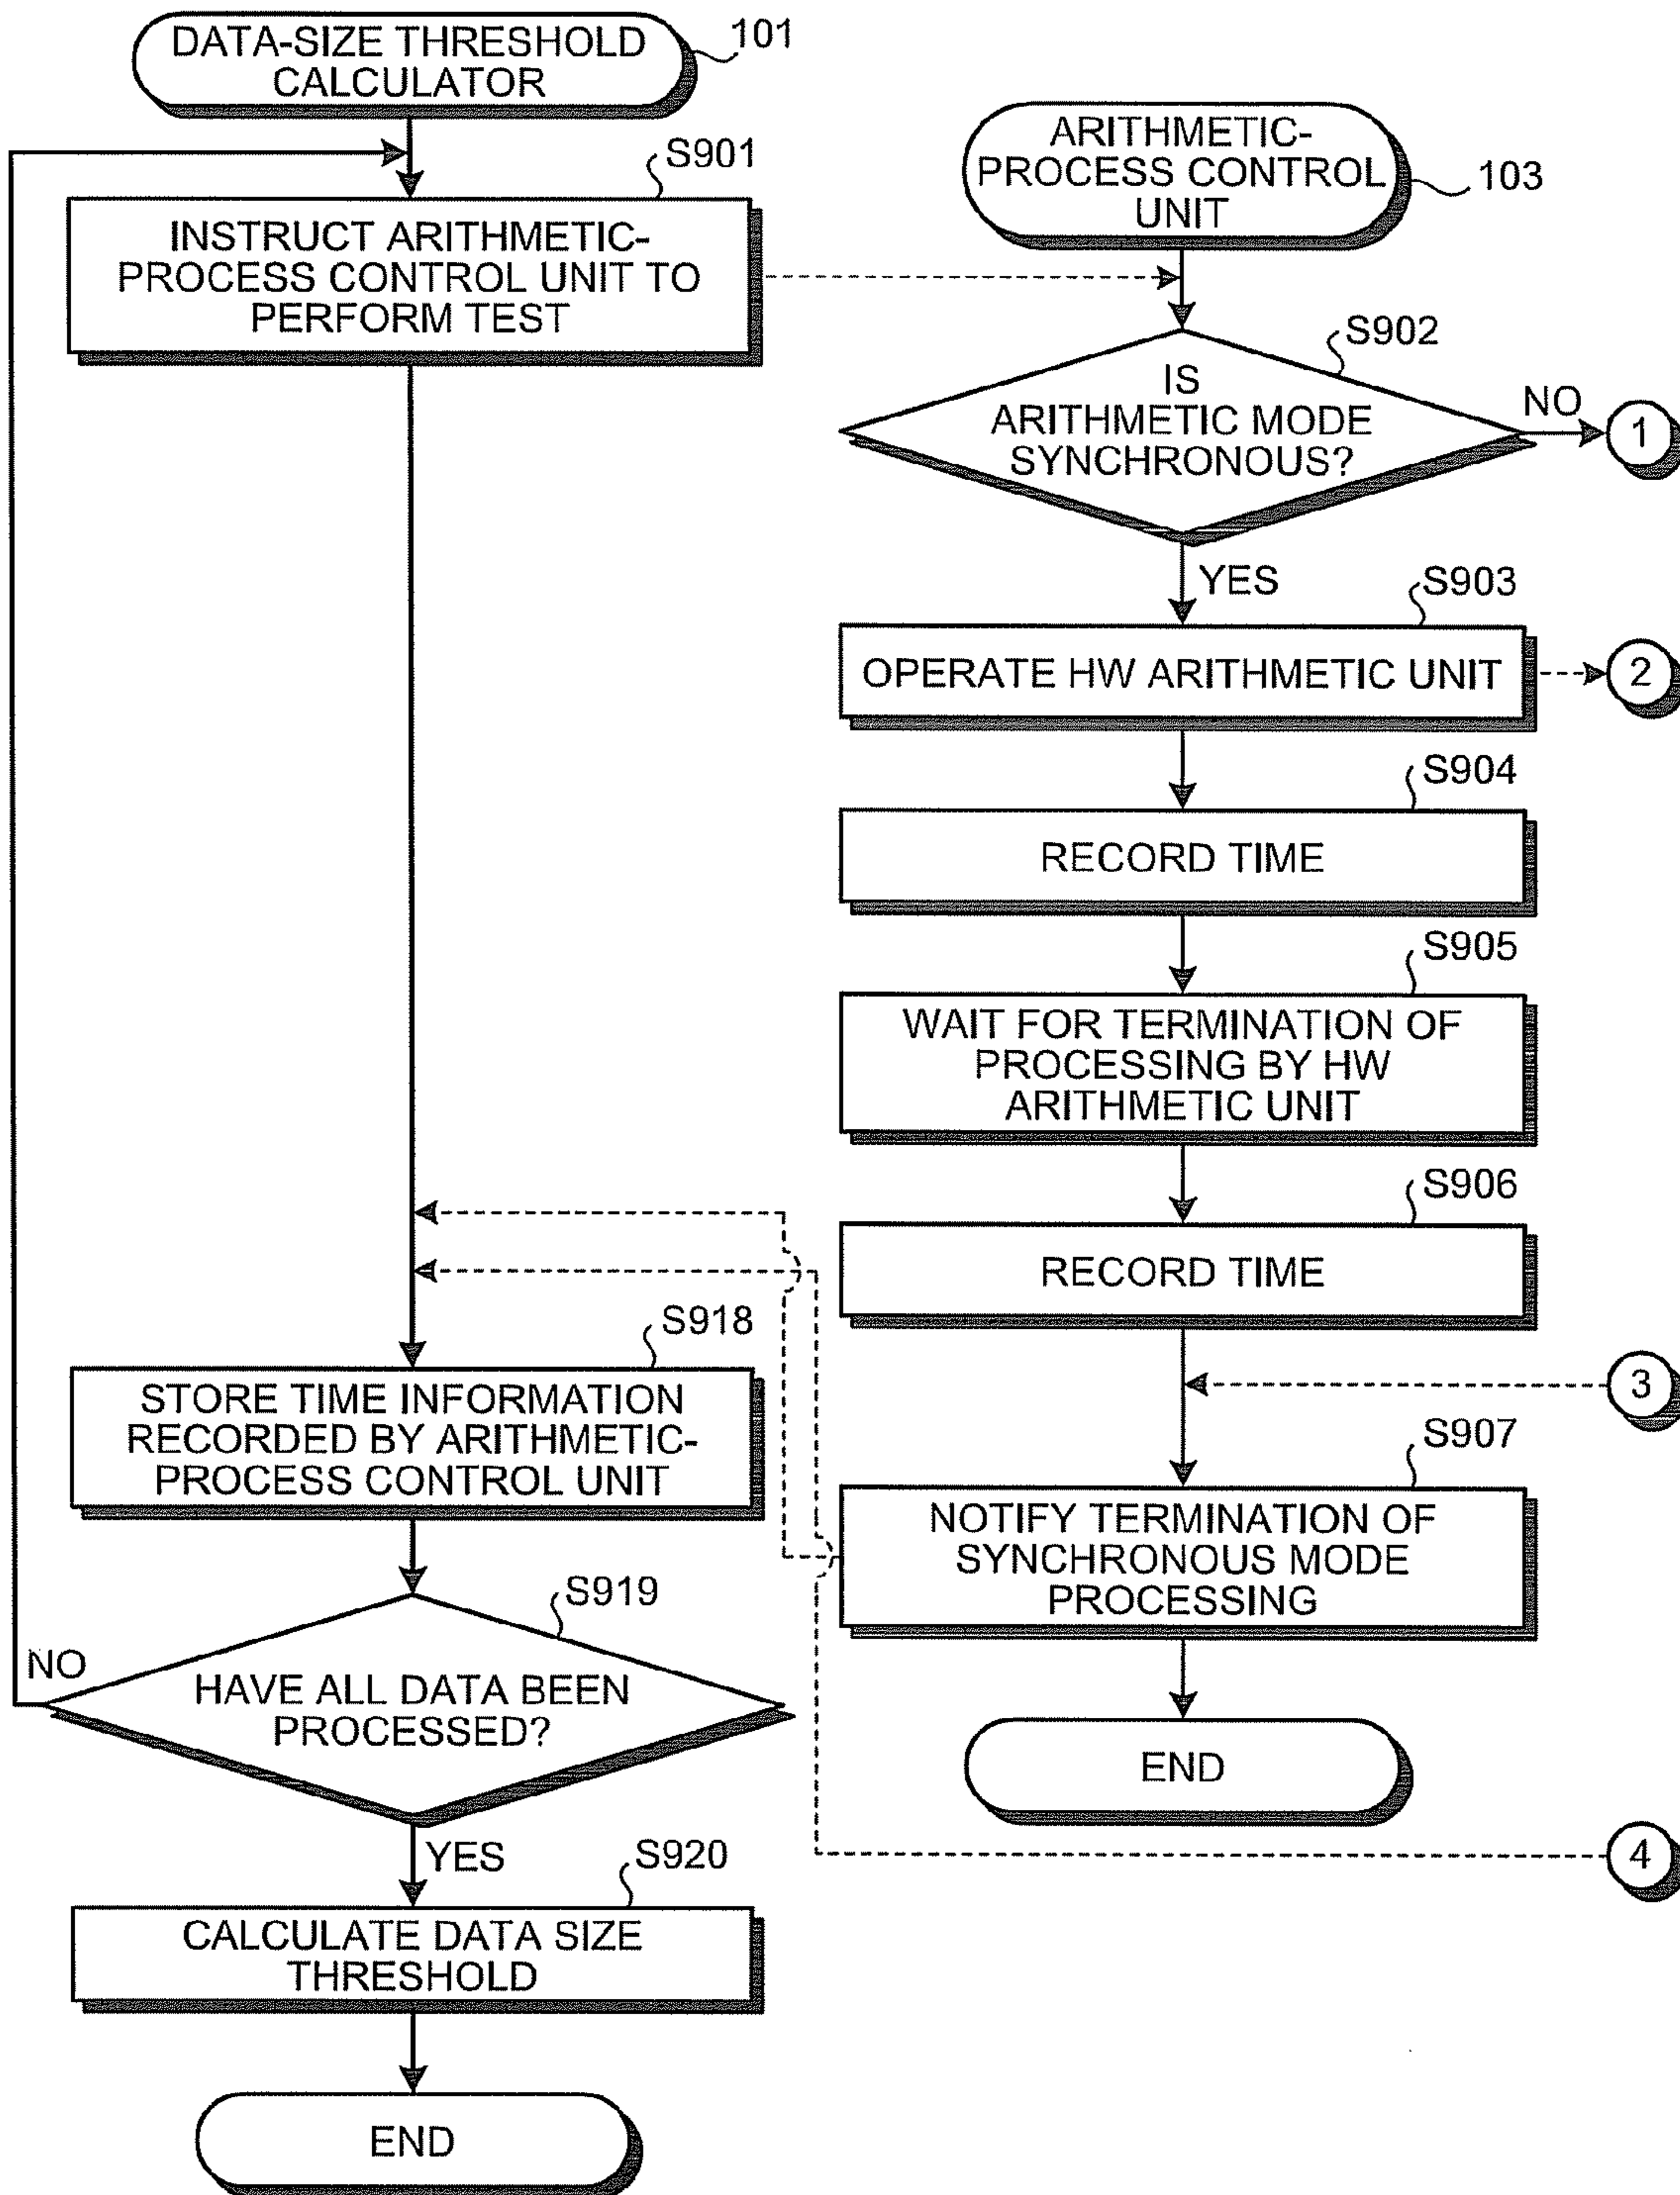 DATA-SIZE THRESHOLD
CALCULATOR
101
S901
INSTRUCT ARITHMETIC-
PROCESS CONTROL UNIT TO
PERFORM TEST
S918
STORE TIME INFORMATION
RECORDED BY ARITHMETIC-
PROCESS CONTROL UNIT
S919
NO
HAVE ALL DATA BEEN
PROCESSED?
YES
S920
CALCULATE DATA SIZE
THRESHOLD
END
ARITHMETIC-
PROCESS CONTROL
UNIT
103
S902
IS
ARITHMETIC MODE
SYNCHRONOUS?
NO
1
YES
S903
OPERATE HW ARITHMETIC UNIT
2
S904
RECORD TIME
S905
WAIT FOR TERMINATION OF
PROCESSING BY HW
ARITHMETIC UNIT
S906
RECORD TIME
3
S907
NOTIFY TERMINATION OF
SYNCHRONOUS MODE
PROCESSING
END
4